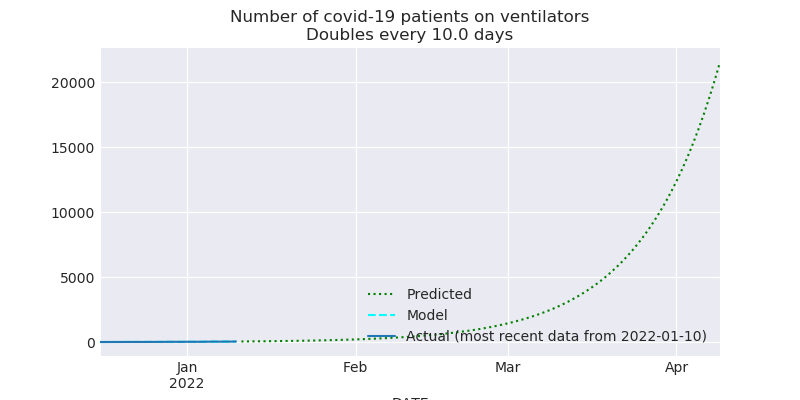 Number of covid-19 patients on ventilators
Doubles every 10.0 days
20000
15000
10000
5000
0
Predicted
Model
Actual (most recent data from 2022-01-10)
Jan
2022
Feb
Mar
Apr
DATE